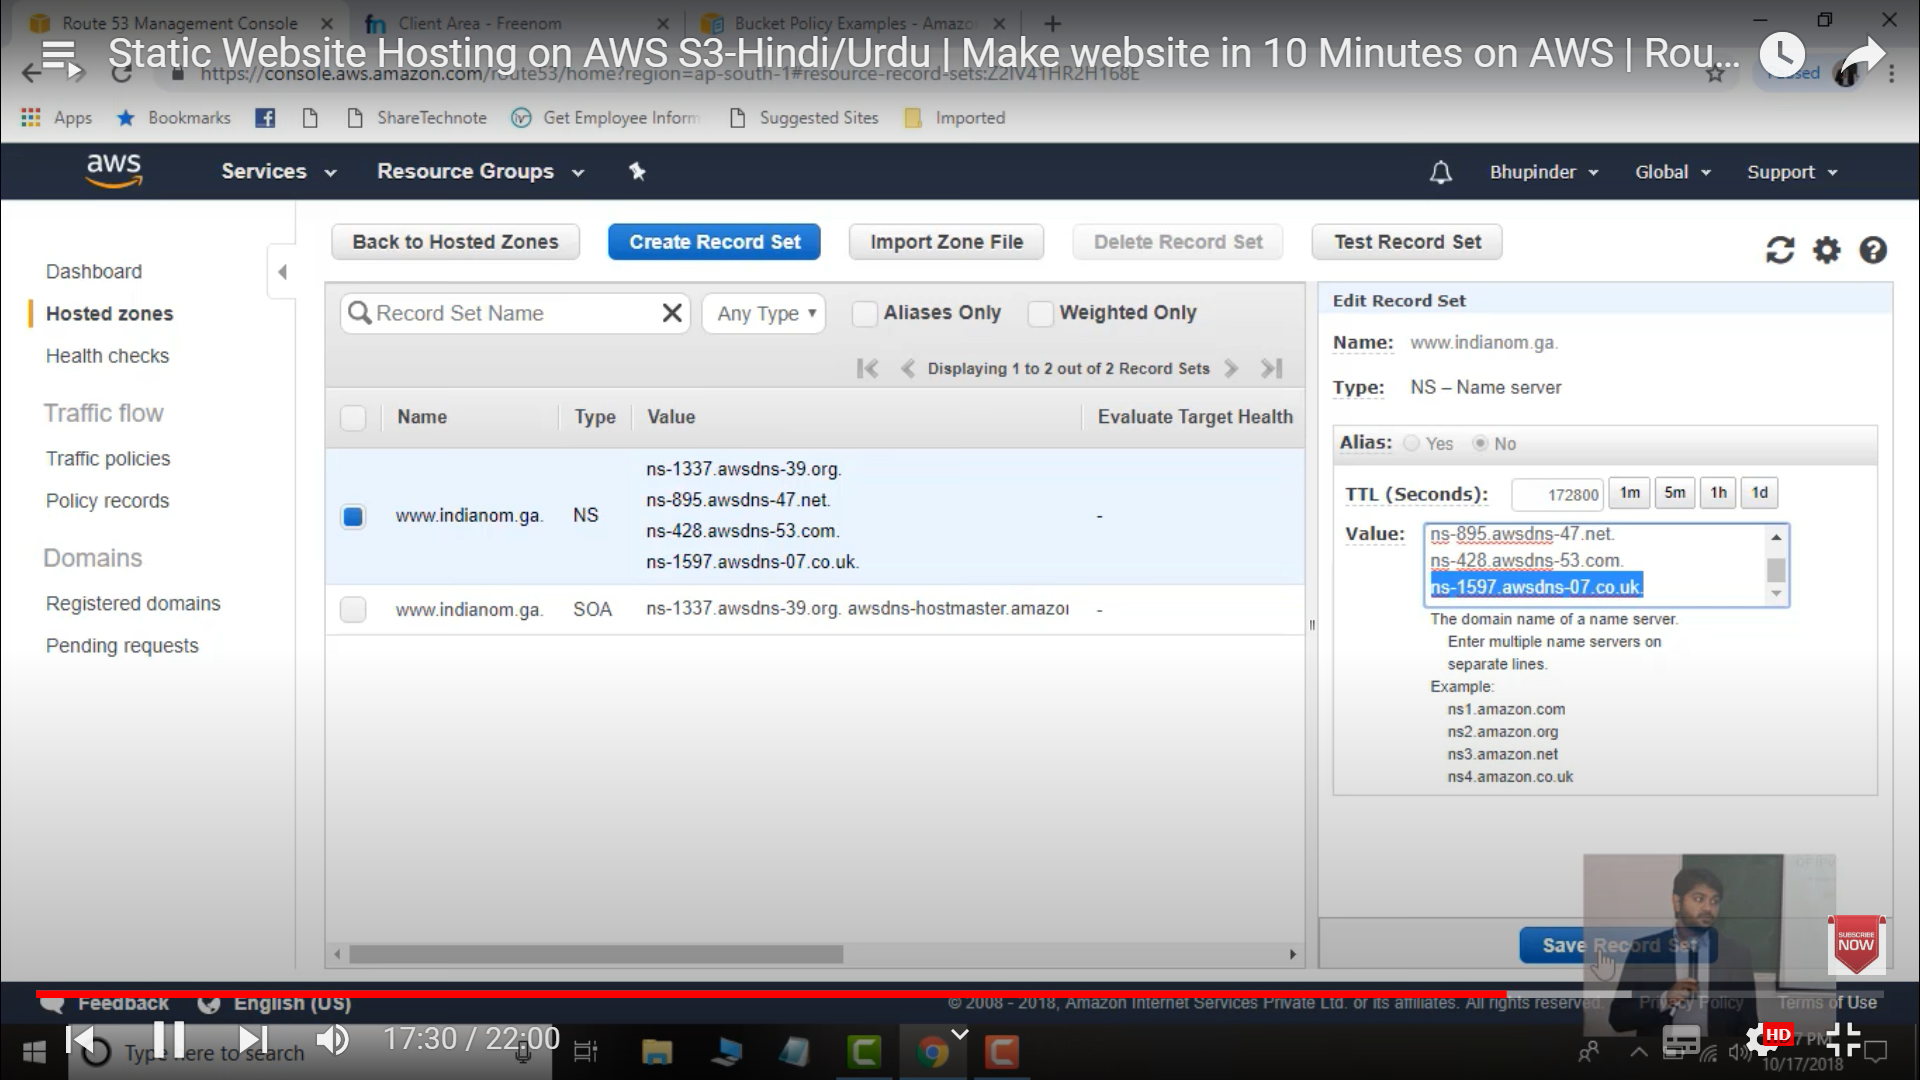 Route 53 Management Console
Client Area - Freenom
Bucket Policy Examples - Amazo
Static Website Hosting on AWS S3-Hindi/Urdu | Make website in 10 Minutes on AWS | Rou...
https://console.aws.amazon.com/route53/home?region=ap-south-1#resource-record-sets:Z2IV41HR2H168E
Apps
Bookmarks
ShareTechnote
Get Employee Inform
Suggested Sites
Imported
aws
Services
Resource Groups
Bhupinder
Global
Support
Back to Hosted Zones
Create Record Set
Import Zone File
Delete Record Set
Test Record Set
Dashboard
Hosted zones
Health checks
Traffic flow
Traffic policies
Policy records
Domains
Registered domains
Pending requests
Record Set Name
Any Type
Aliases Only
Weighted Only
Displaying 1 to 2 out of 2 Record Sets
Name Type Value Evaluate Target Health
www.indianom.ga. NS
ns-1337.awsdns-39.org.
ns-895.awsdns-47.net.
ns-428.awsdns-53.com.
ns-1597.awsdns-07.co.uk.
-
www.indianom.ga. SOA ns-1337.awsdns-39.org. awsdns-hostmaster.amazo -
Edit Record Set
Name: www.indianom.ga.
Type: NS – Name server
Alias: Yes No
TTL (Seconds): 172800 1m 5m 1h 1d
Value:
ns-895.awsdns-47.net.
ns-428.awsdns-53.com.
ns-1597.awsdns-07.co.uk.
The domain name of a name server.
Enter multiple name servers on
separate lines.
Example:
ns1.amazon.com
ns2.amazon.org
ns3.amazon.net
ns4.amazon.co.uk
Save Record Set
SUBSCRIBE
NOW
Feedback
English (US)
© 2008 - 2018, Amazon Internet Services Private Ltd. or its affiliates. All rights reserved.
Privacy Policy
Terms of Use
17:30 / 22:00
Type here to search
HD
7 PM
10/17/2018